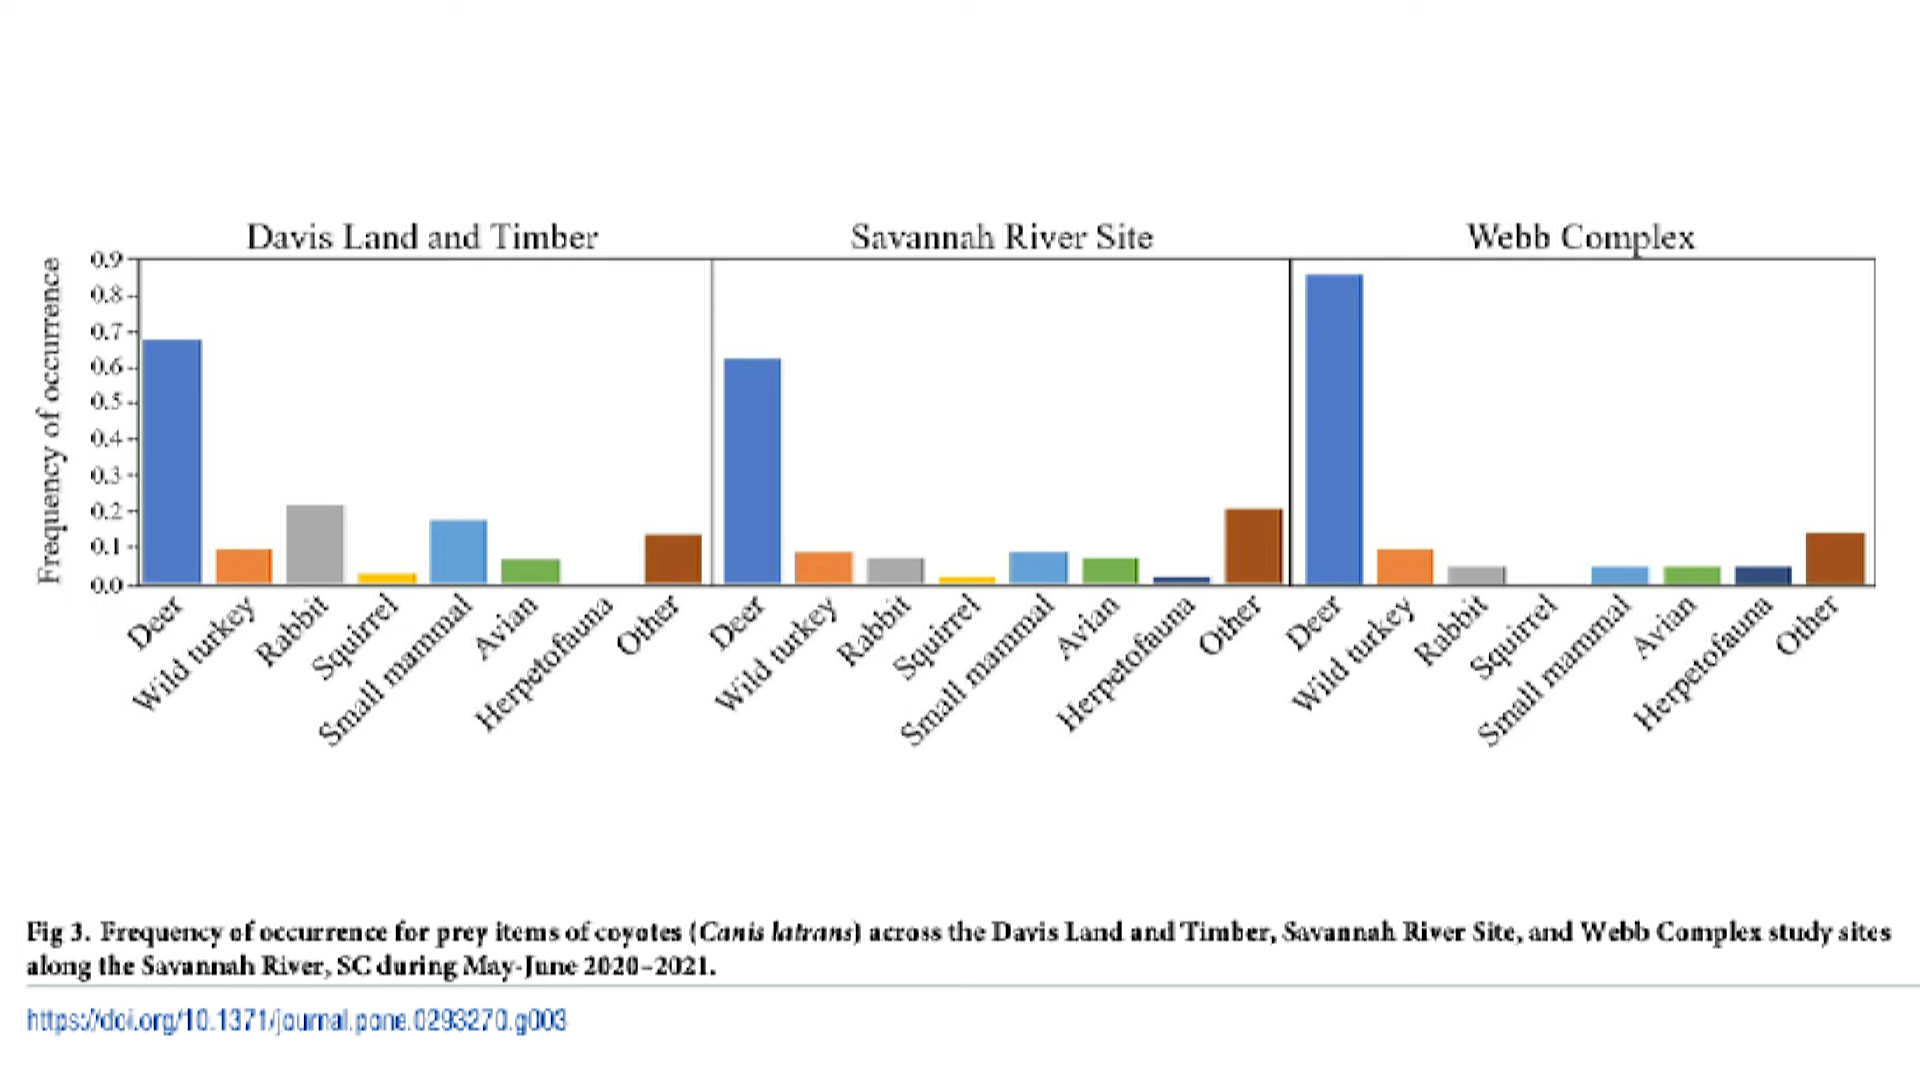 Davis Land and Timber
Savannah River Site
Webb Complex
Frequency of occurrence
0.9
0.8
0.7
0.6
0.5
0.4
0.3
0.2
0.1
0.0
Deer
Wild turkey
Rabbit
Squirrel
Small mammal
Avian
Herpetofauna
Other
Deer
Wild turkey
Rabbit
Squirrel
Small mammal
Avian
Herpetofauna
Other
Deer
Wild turkey
Rabbit
Squirrel
Small mammal
Avian
Herpetofauna
Other
Fig 3. Frequency of occurrence for prey items of coyotes (Canis latrans) across the Davis Land and Timber, Savannah River Site, and Webb Complex study sites
along the Savannah River, SC during May-June 2020–2021.
https://doi.org/10.1371/journal.pone.0293270.g003